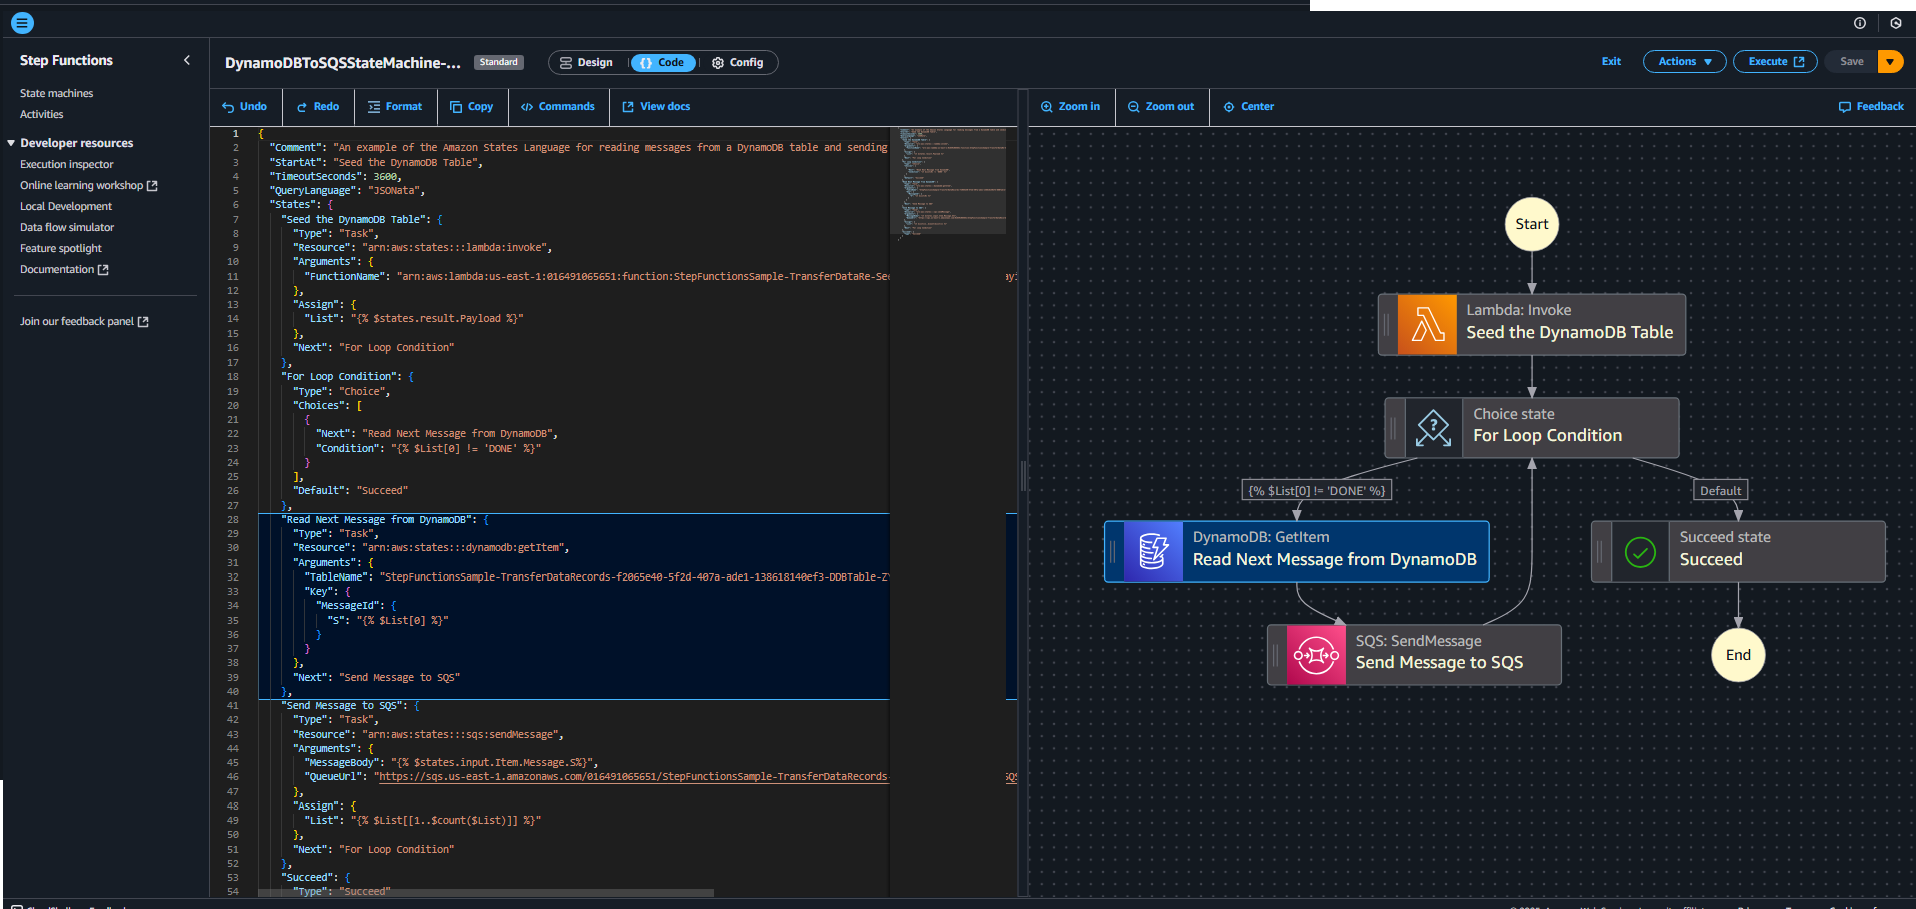 Step Functions
State machines
Activities
Developer resources
Execution inspector
Online learning workshop
Local Development
Data flow simulator
Feature spotlight
Documentation
Join our feedback panel
DynamoDBToSQSStateMachine-...
Standard
Design
{} Code
Config
Exit
Actions
Execute
Save
Undo
Redo
Format
Copy
Commands
View docs
Zoom in
Zoom out
Center
Feedback
1 {
2 "Comment": "An example of the Amazon States Language for reading messages from a DynamoDB table and sending
3 "StartAt": "Seed the DynamoDB Table",
4 "TimeoutSeconds": 3600,
5 "QueryLanguage": "JSONata",
6 "States": {
7 "Seed the DynamoDB Table": {
8 "Type": "Task",
9 "Resource": "arn:aws:states:::lambda:invoke",
10 "Arguments": {
11 "FunctionName": "arn:aws:lambda:us-east-1:016491065651:function:StepFunctionsSample-TransferDataRe-See
12 },
13 "Assign": {
14 "List": "{% $states.result.Payload %}"
15 },
16 "Next": "For Loop Condition"
17 },
18 "For Loop Condition": {
19 "Type": "Choice",
20 "Choices": [
21 {
22 "Next": "Read Next Message from DynamoDB",
23 "Condition": "{% $List[0] != 'DONE' %}"
24 }
25 ],
26 "Default": "Succeed"
27 },
28 "Read Next Message from DynamoDB": {
29 "Type": "Task",
30 "Resource": "arn:aws:states:::dynamodb:getItem",
31 "Arguments": {
32 "TableName": "StepFunctionsSample-TransferDataRecords-f2065e40-5f2d-407a-ade1-138618140ef3-DDBTable-ZY
33 "Key": {
34 "MessageId": {
35 "S": "{% $List[0] %}"
36 }
37 }
38 },
39 "Next": "Send Message to SQS"
40 },
41 "Send Message to SQS": {
42 "Type": "Task",
43 "Resource": "arn:aws:states:::sqs:sendMessage",
44 "Arguments": {
45 "MessageBody": "{% $states.input.Item.Message.S%}",
46 "QueueUrl": "https://sqs.us-east-1.amazonaws.com/016491065651/StepFunctionsSample-TransferDataRecords-
47 },
48 "Assign": {
49 "List": "{% $List[[1..$count($List)]] %}"
50 },
51 "Next": "For Loop Condition"
52 },
53 "Succeed": {
54 "Type": "Succeed"
Start
Lambda: Invoke
Seed the DynamoDB Table
Choice state
For Loop Condition
{% $List[0] != 'DONE' %}
Default
DynamoDB: GetItem
Read Next Message from DynamoDB
Succeed state
Succeed
SQS: SendMessage
Send Message to SQS
End